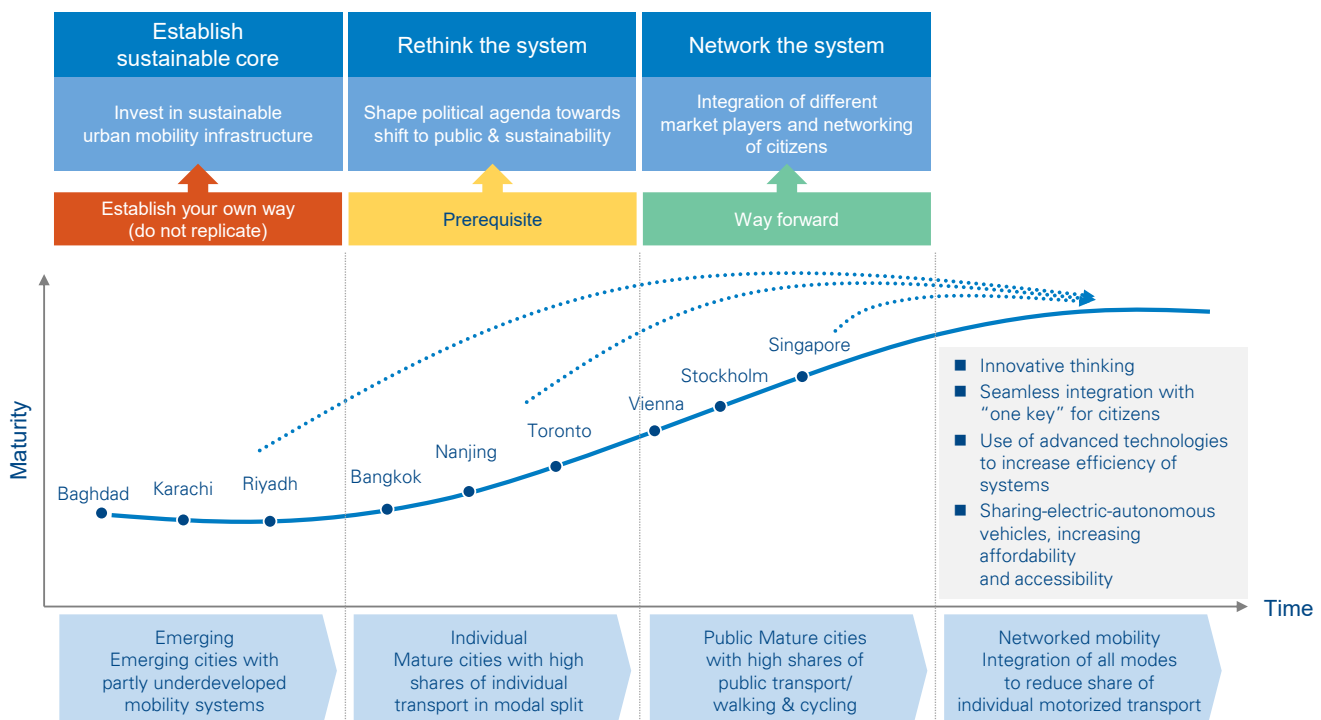 Establish
sustainable core
Rethink the system
Network the system
Invest in sustainable
urban mobility infrastructure
Shape political agenda towards
shift to public & sustainability
Integration of different
market players and networking
of citizens
Establish your own way
(do not replicate)
Prerequisite
Way forward
Maturity
Baghdad
Karachi
Riyadh
Bangkok
Nanjing
Toronto
Vienna
Stockholm
Singapore
■ Innovative thinking
■ Seamless integration with
“one key” for citizens
■ Use of advanced technologies
to increase efficiency of
systems
■ Sharing-electric-autonomous
vehicles, increasing
affordability
and accessibility
Time
Emerging
Emerging cities with
partly underdeveloped
mobility systems
Individual
Mature cities with high
shares of individual
transport in modal split
Public Mature cities
with high shares of
public transport/
walking & cycling
Networked mobility
Integration of all modes
to reduce share of
individual motorized transport